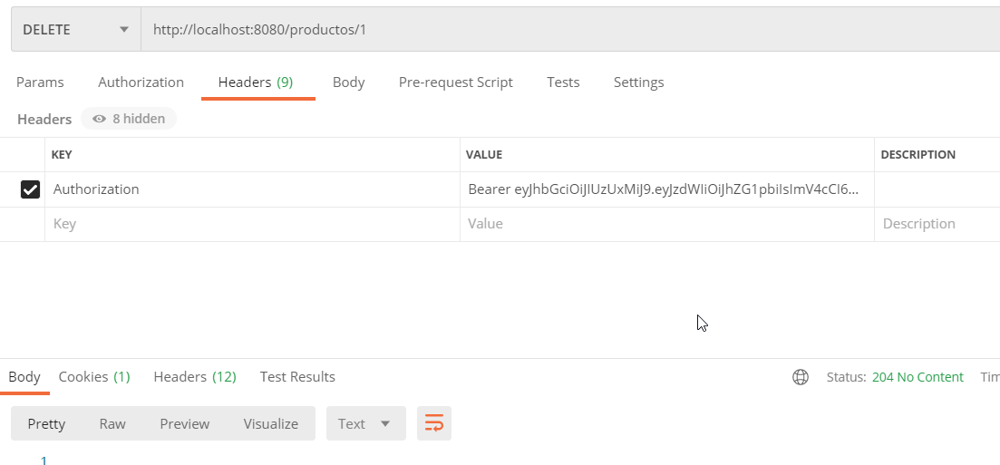 DELETE http://localhost:8080/productos/1
Params Authorization Headers (9) Body Pre-request Script Tests Settings
Headers 8 hidden
KEY VALUE DESCRIPTION
Authorization Bearer eyJhbGciOiJIUzUxMiJ9.eyJzdWIiOiJhZG1pbiIsImV4cCI6...
Key Value Description
Body Cookies (1) Headers (12) Test Results Status: 204 No Content Tim
Pretty Raw Preview Visualize Text
1